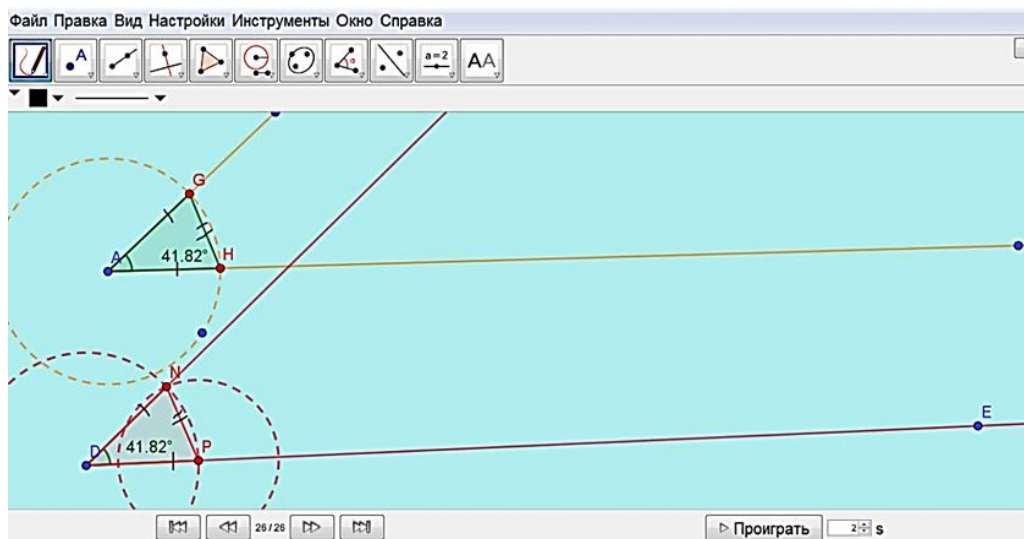 Файл Правка Вид Настройки Инструменты Окно Справка
A
α
a=2
AA
G
A
41.82°
H
N
D
41.82°
P
E
26 / 26
Проиграть
2
s